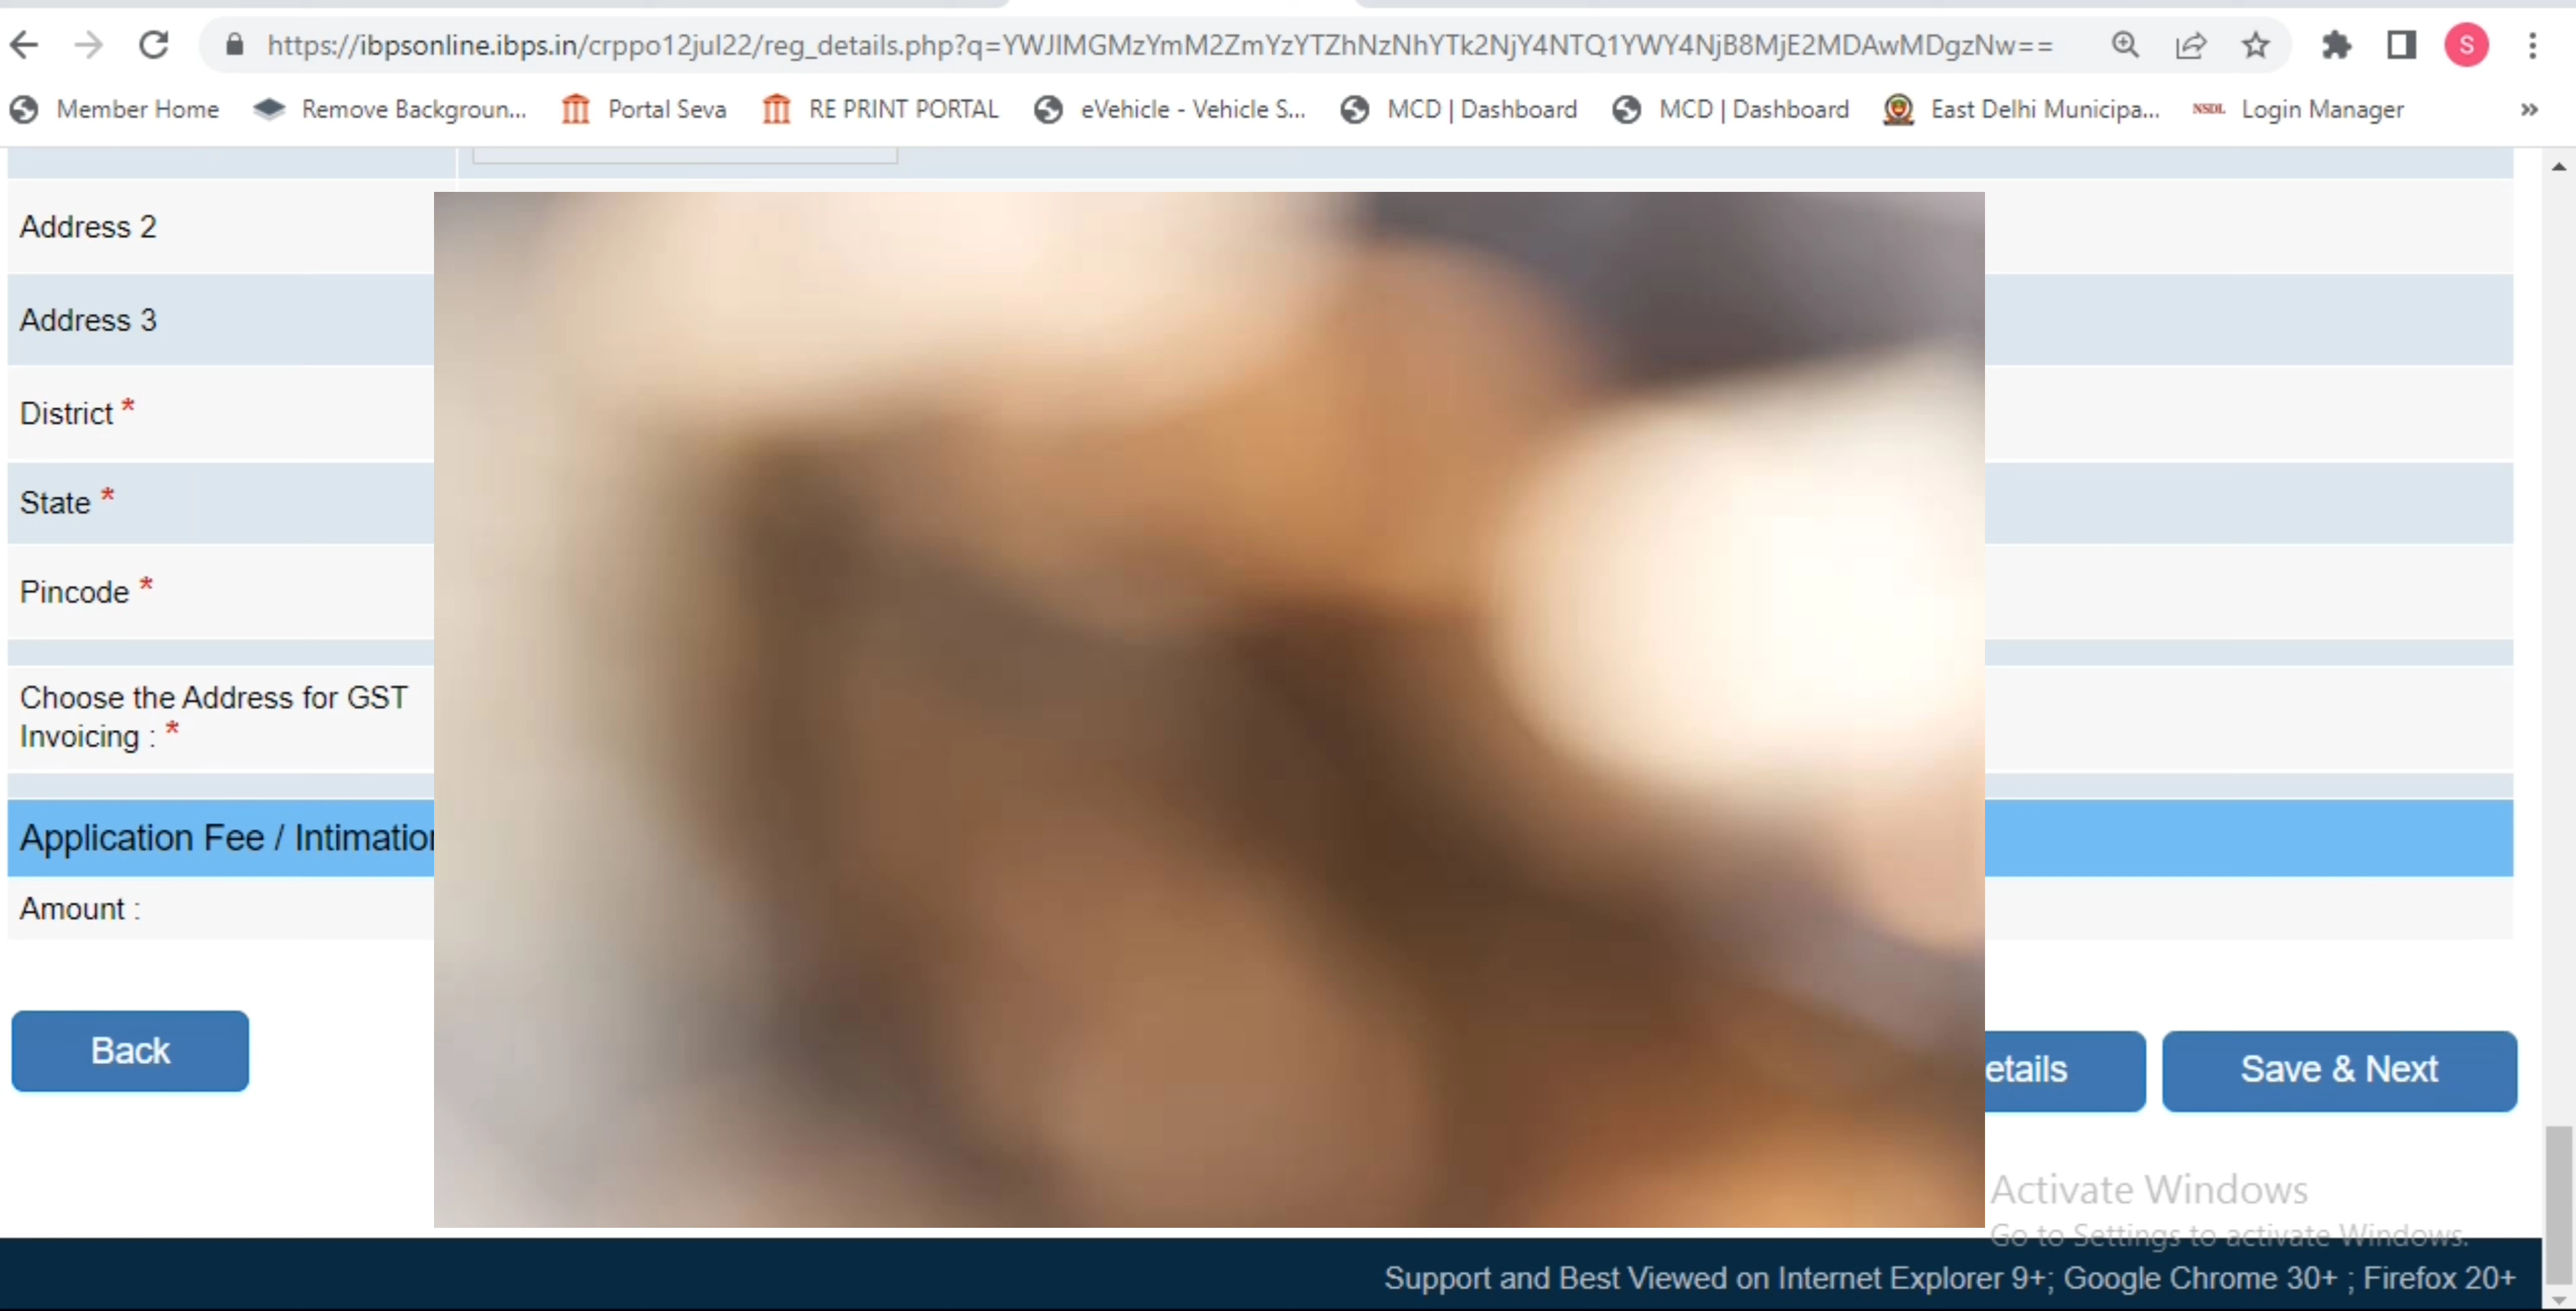 https://ibpsonline.ibps.in/crppo12jul22/reg_details.php?q=YWJlMGMzYmM2ZmYzYTZhNzNhYTk2NjY4NTQ1YWY4NjB8MjE2MDAwMDgzNw==
S
Member Home Remove Backgroun... Portal Seva RE PRINT PORTAL eVehicle - Vehicle S... MCD | Dashboard MCD | Dashboard East Delhi Municipa... NSDL Login Manager »
Address 2
Address 3
District *
State *
Pincode *
Choose the Address for GST
Invoicing : *
Application Fee / Intimation
Amount :
Back
etails
Save & Next
Activate Windows
Go to Settings to activate Windows.
Support and Best Viewed on Internet Explorer 9+; Google Chrome 30+ ; Firefox 20+